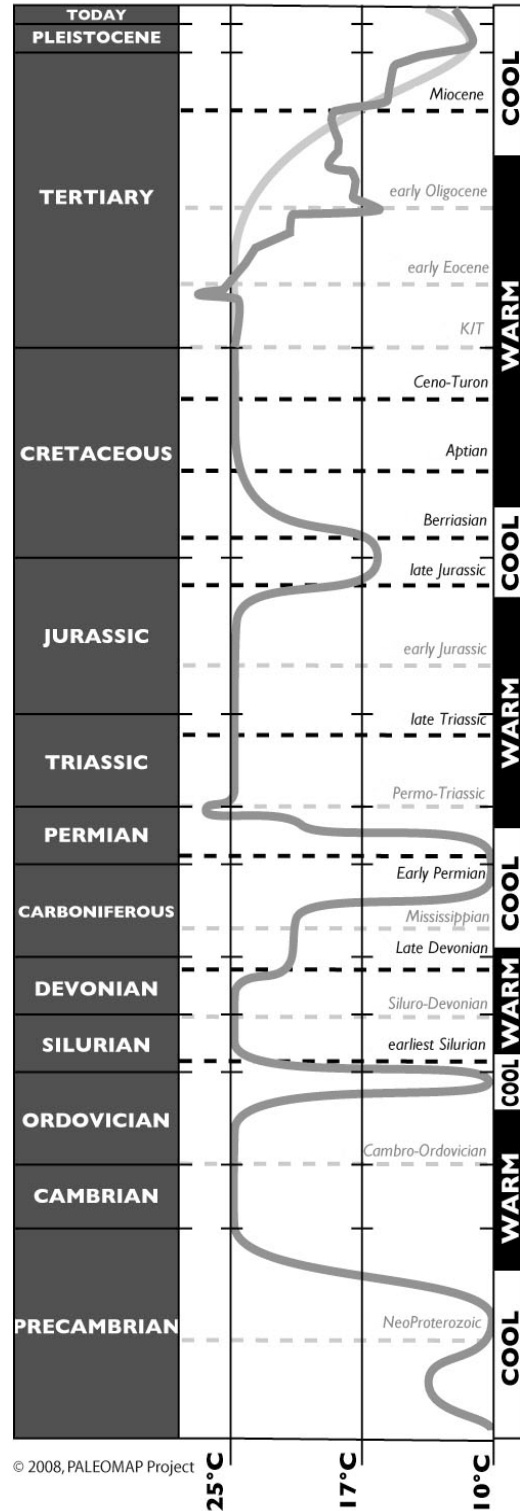 TODAY
PLEISTOCENE
COOL
Miocene
TERTIARY
early Oligocene
early Eocene
WARM
K/T
Ceno-Turon
CRETACEOUS
Aptian
Berriasian
COOL
late Jurassic
JURASSIC
early Jurassic
WARM
late Triassic
TRIASSIC
Permo-Triassic
PERMIAN
Early Permian
COOL
CARBONIFEROUS
Mississippian
Late Devonian
DEVONIAN
WARM
Siluro-Devonian
SILURIAN
earliest Silurian
COOL
ORDOVICIAN
Cambro-Ordovician
WARM
CAMBRIAN
PRECAMBRIAN
NeoProterozoic
COOL
© 2008, PALEOMAP Project
25°C
17°C
10°C